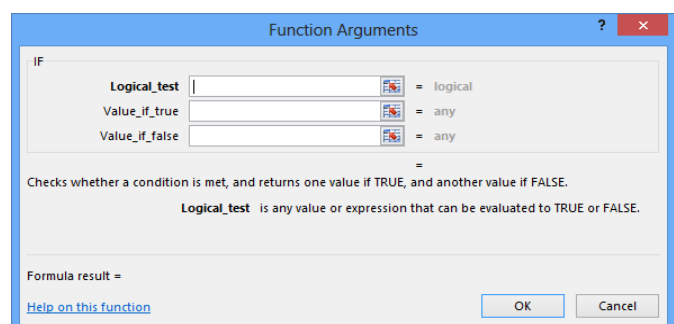 Function Arguments ? ×
IF
Logical_test = logical
Value_if_true = any
Value_if_false = any
=
Checks whether a condition is met, and returns one value if TRUE, and another value if FALSE.
Logical_test is any value or expression that can be evaluated to TRUE or FALSE.
Formula result =
Help on this function OK Cancel